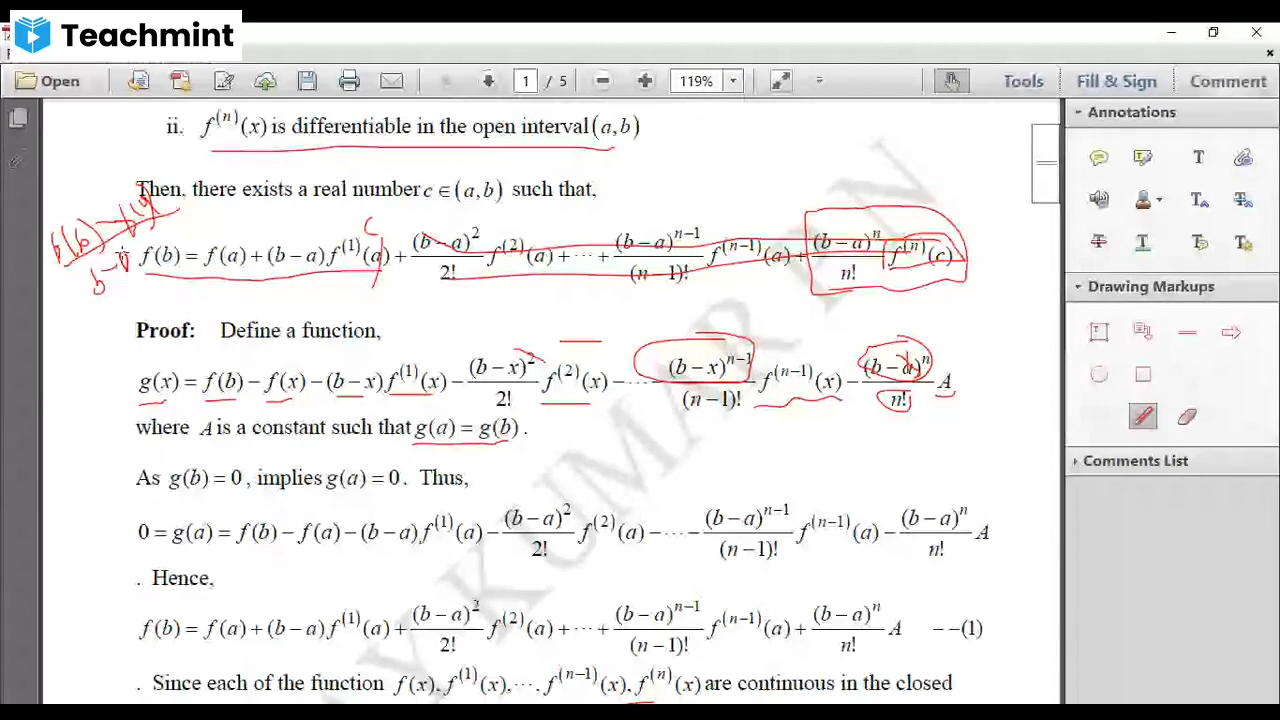 Teachmint
Open
1 / 5
119%
Tools
Fill & Sign
Comment
ii. f^(n)(x) is differentiable in the open interval (a,b)
Then, there exists a real number c ∈ (a,b) such that,
f(b) = f(a) + (b−a) f^(1)(a) + (b−a)^2/2! f^(2)(a) + ⋯ + (b−a)^(n−1)/(n−1)! f^(n−1)(a) + (b−a)^n/n! f^(n)(c)
Proof: Define a function,
g(x) = f(b) − f(x) − (b−x) f^(1)(x) − (b−x)^2/2! f^(2)(x) − ⋯ − (b−x)^(n−1)/(n−1)! f^(n−1)(x) − (b−a)^n/n! A
where A is a constant such that g(a) = g(b).
As g(b) = 0, implies g(a) = 0. Thus,
0 = g(a) = f(b) − f(a) − (b−a) f^(1)(a) − (b−a)^2/2! f^(2)(a) − ⋯ − (b−a)^(n−1)/(n−1)! f^(n−1)(a) − (b−a)^n/n! A
. Hence,
f(b) = f(a) + (b−a) f^(1)(a) + (b−a)^2/2! f^(2)(a) + ⋯ + (b−a)^(n−1)/(n−1)! f^(n−1)(a) + (b−a)^n/n! A −−(1)
. Since each of the function f(x), f^(1)(x), ⋯, f^(n−1)(x), f^(n)(x) are continuous in the closed
Annotations
Drawing Markups
Comments List